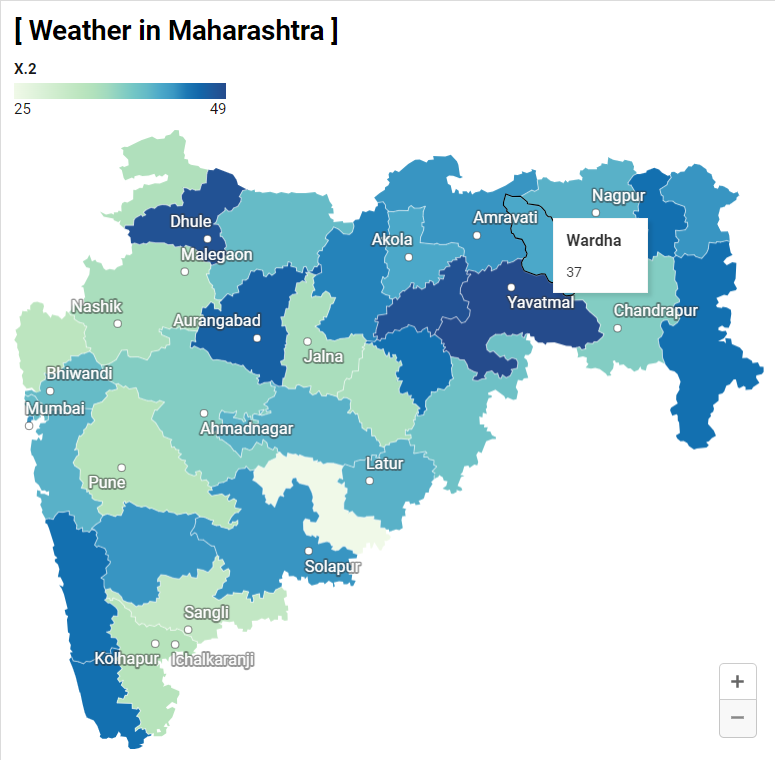 [ Weather in Maharashtra ]
X.2
25 49
Nagpur
Amravati
Dhule
Wardha
Akola
Malegaon
37
Yavatmal
Nashik
Chandrapur
Aurangabad
Jalna
Bhiwandi
Mumbai
Ahmadnagar
Latur
Pune
Solapur
Sangli
Kolhapur
Ichalkaranji
+
−